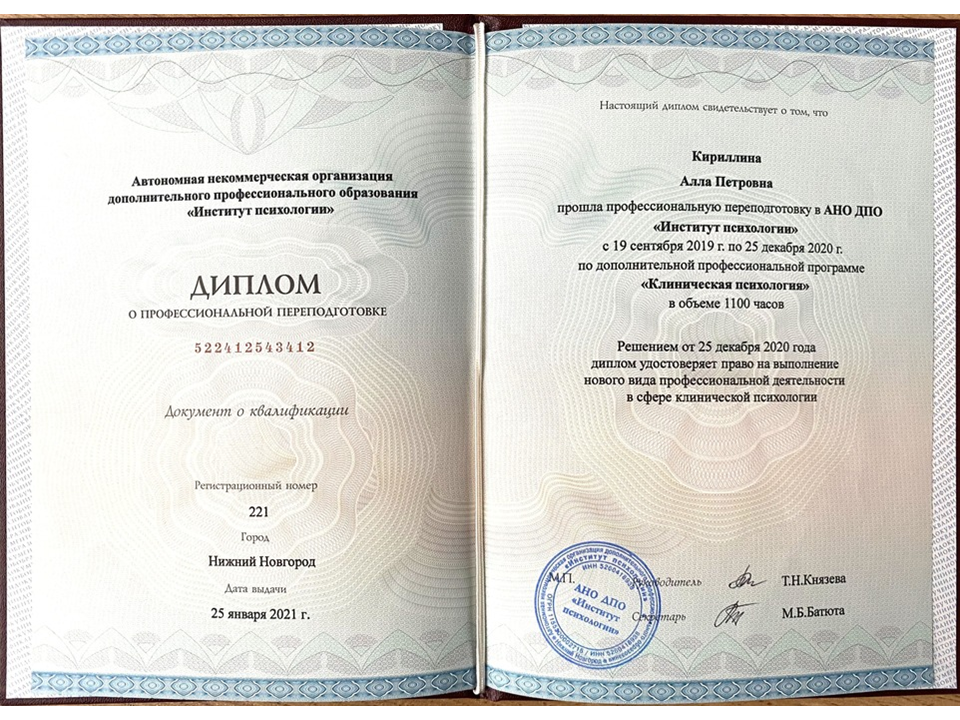 Автономная некоммерческая организация
дополнительного профессионального образования
«Институт психологии»
ДИПЛОМ
О ПРОФЕССИОНАЛЬНОЙ ПЕРЕПОДГОТОВКЕ
522412543412
Документ о квалификации
Регистрационный номер
221
Город
Нижний Новгород
Дата выдачи
25 января 2021 г.
Настоящий диплом свидетельствует о том, что
Кириллина
Алла Петровна
прошла профессиональную переподготовку в АНО ДПО
«Институт психологии»
с 19 сентября 2019 г. по 25 декабря 2020 г.
по дополнительной профессиональной программе
«Клиническая психология»
в объеме 1100 часов
Решением от 25 декабря 2020 года
диплом удостоверяет право на выполнение
нового вида профессиональной деятельности
в сфере клинической психологии
М.П.
Руководитель Т.Н.Князева
Секретарь М.Б.Батюта
АНО ДПО
«Институт
психологии»